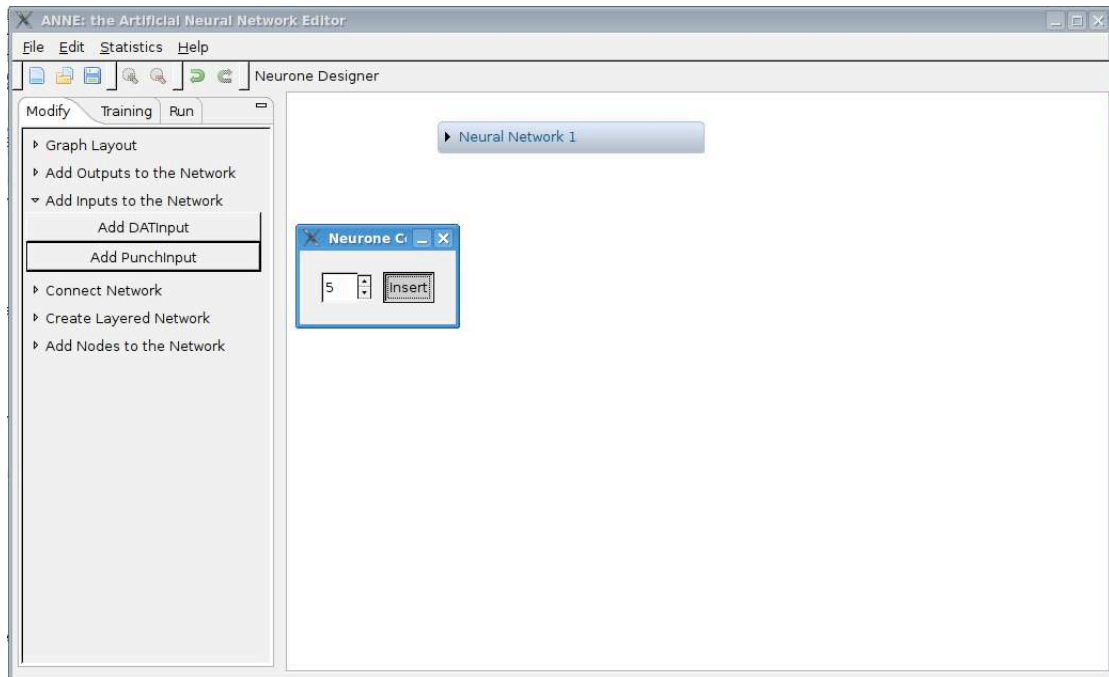 ANNE: the Artificial Neural Network Editor
File Edit Statistics Help
Neurone Designer
Modify Training Run
Graph Layout
Add Outputs to the Network
Add Inputs to the Network
Add DATInput
Add PunchInput
Connect Network
Create Layered Network
Add Nodes to the Network
Neural Network 1
Neurone C
5 Insert